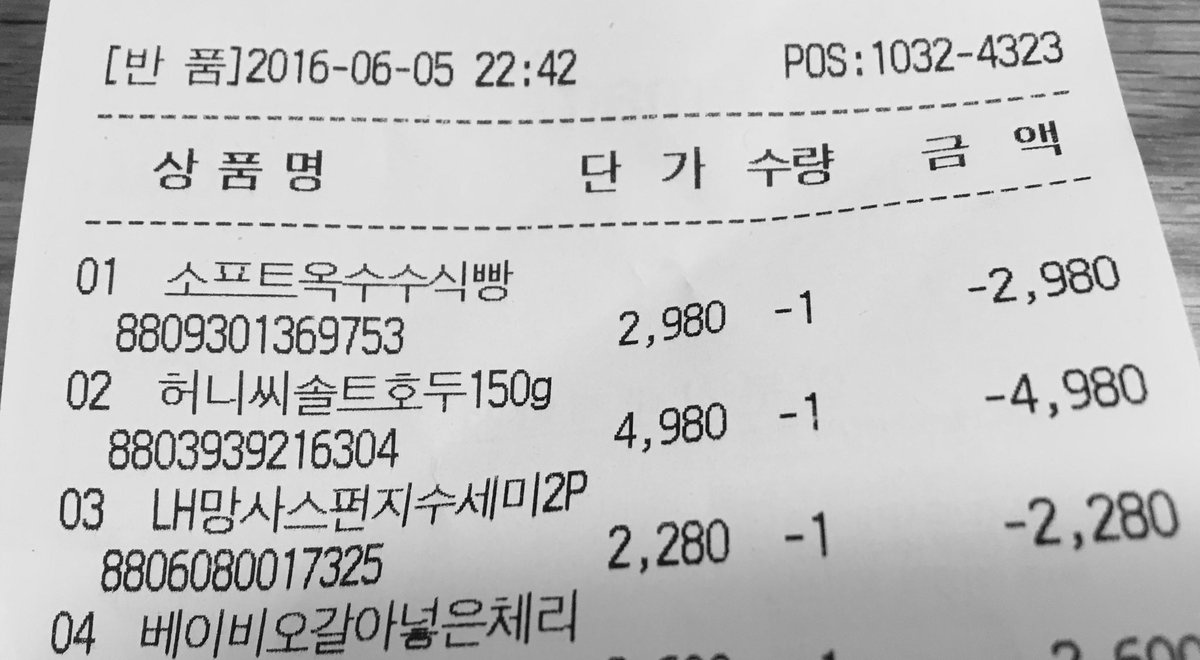 [반 품]2016-06-05 22:42 POS:1032-4323
상 품 명 단 가 수량 금 액
01 소프트옥수수식빵
8809301369753 2,980 -1 -2,980
02 허니씨솔트호두150g
8803939216304 4,980 -1 -4,980
03 LH망사스펀지수세미2P
8806080017325 2,280 -1 -2,280
04 베이비오갈아넣은체리